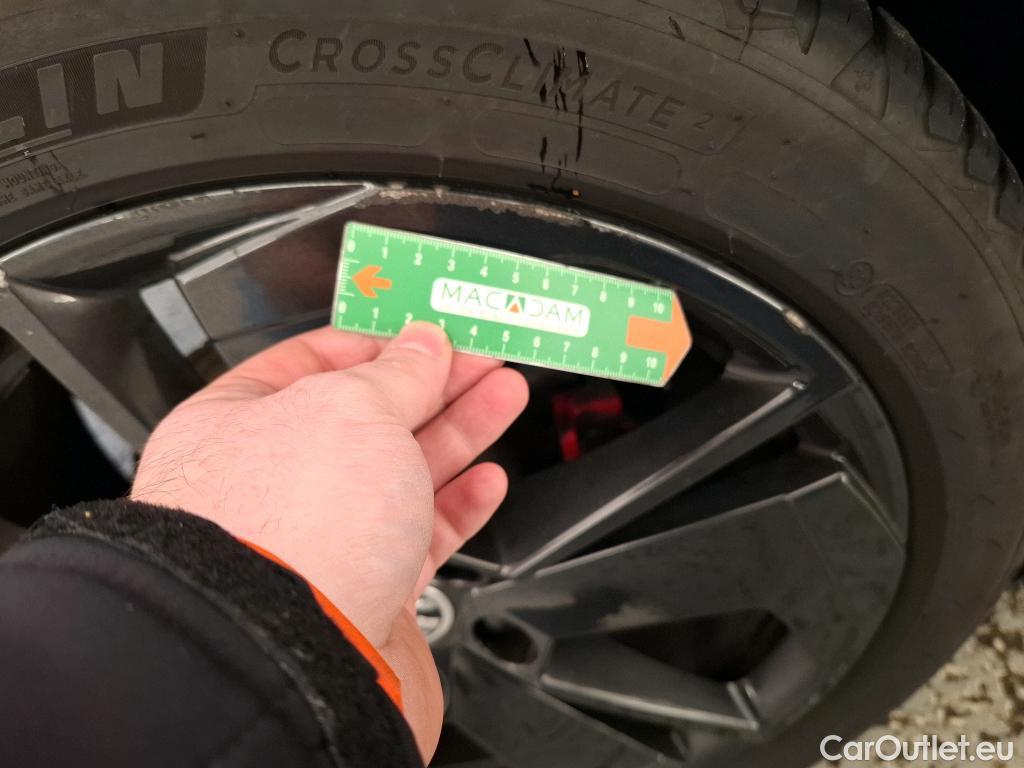 LIN
CROSSCLIMATE 2
0 1 2 3 4 5 6 7 8 9 10
MACADAM
0 1 2 3 4 5 6 7 8 9 10
CarOutlet.eu